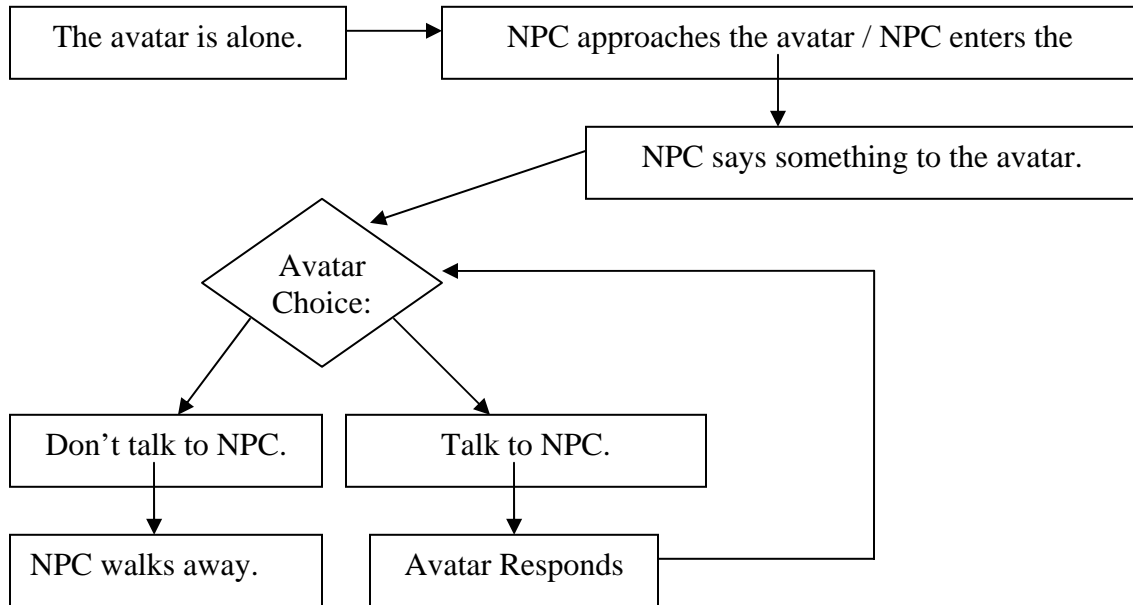 The avatar is alone.
NPC approaches the avatar / NPC enters the
NPC says something to the avatar.
Avatar
Choice:
Don’t talk to NPC.
Talk to NPC.
NPC walks away.
Avatar Responds